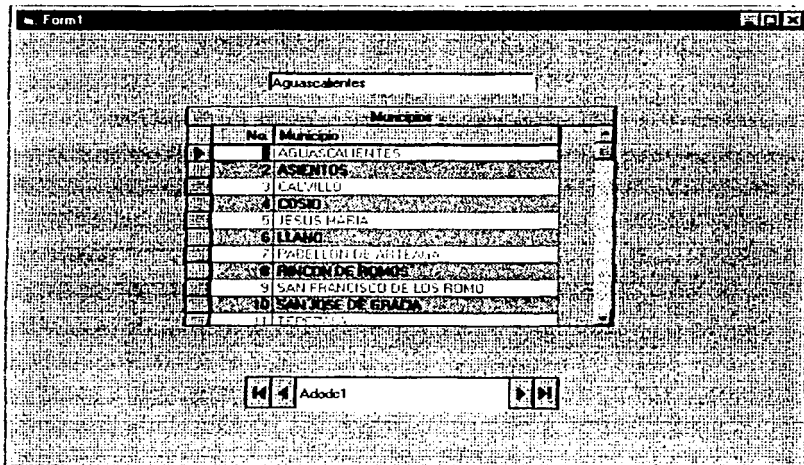 Form1
Aguascalientes
Municipios
No. Municipio
1 AGUASCALIENTES
2 ASIENTOS
3 CALVILLO
4 COSIO
5 JESUS MARIA
6 LLANO
7 PABELLON DE ARTEAGA
8 RINCON DE ROMOS
9 SAN FRANCISCO DE LOS ROMO
10 SAN JOSE DE GRACIA
11
Adodc1